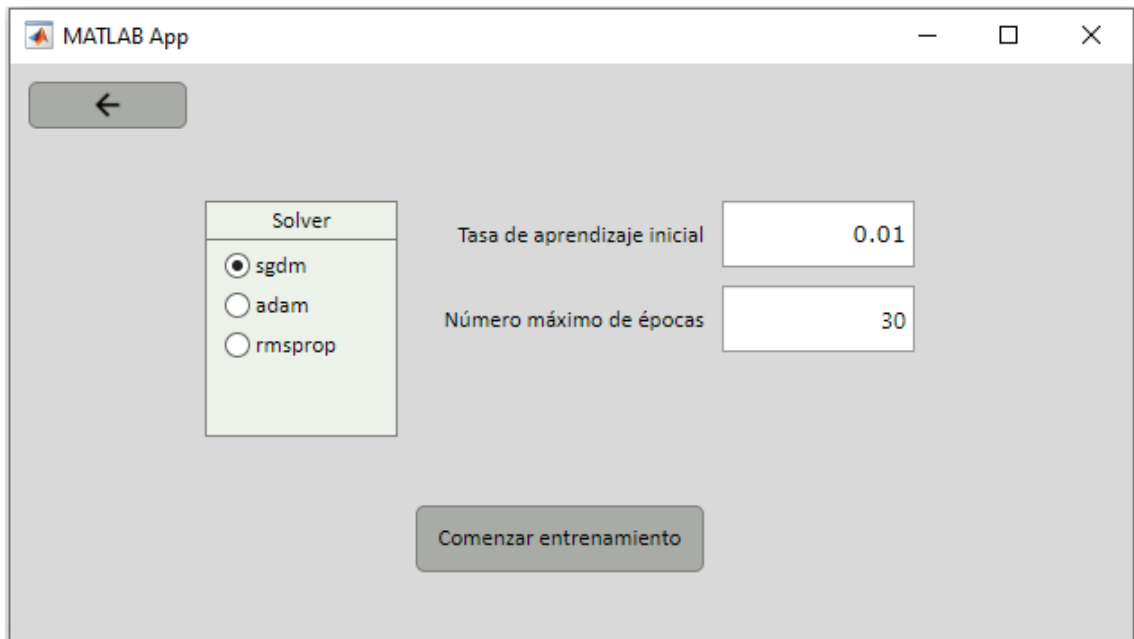 MATLAB App
Solver
sgdm
adam
rmsprop
Tasa de aprendizaje inicial 0.01
Número máximo de épocas 30
Comenzar entrenamiento